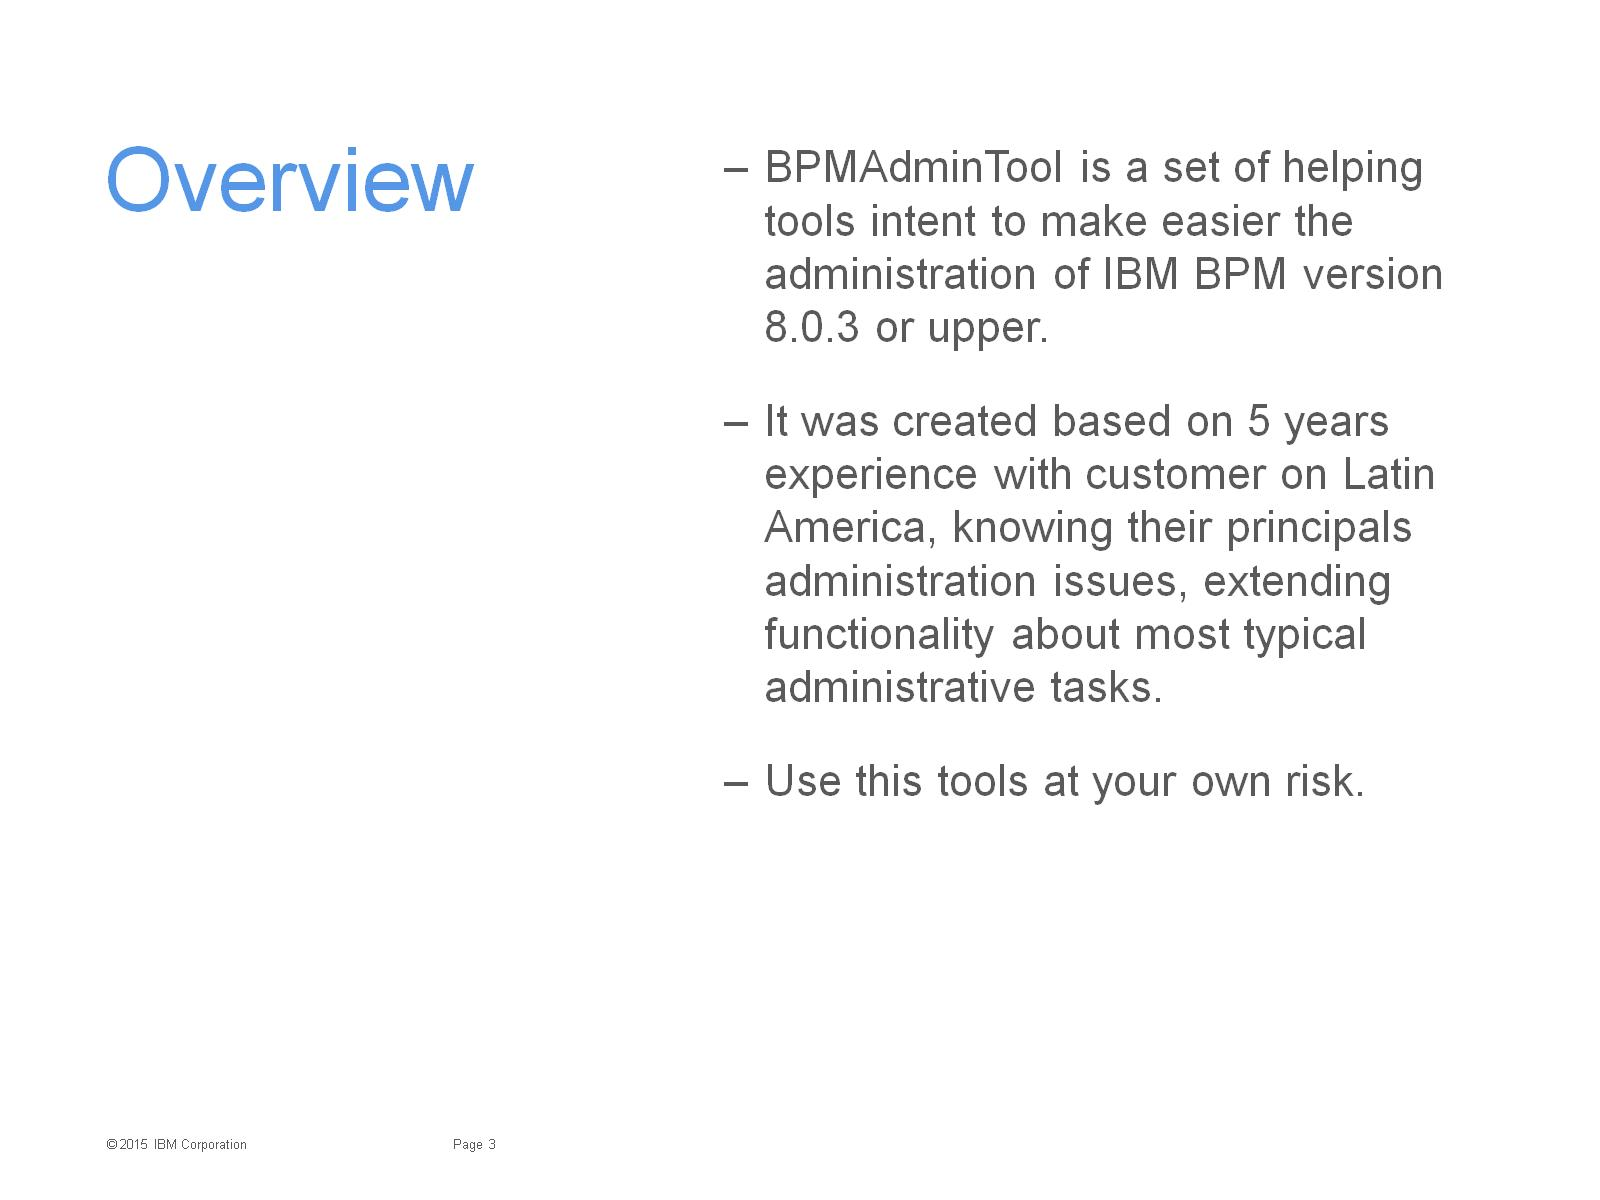 Overview
– BPMAdminTool is a set of helping
tools intent to make easier the
administration of IBM BPM version
8.0.3 or upper.
– It was created based on 5 years
experience with customer on Latin
America, knowing their principals
administration issues, extending
functionality about most typical
administrative tasks.
– Use this tools at your own risk.
©2015 IBM Corporation
Page 3